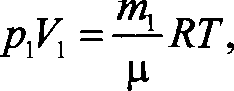 p₁V₁ = m₁/μ RT,